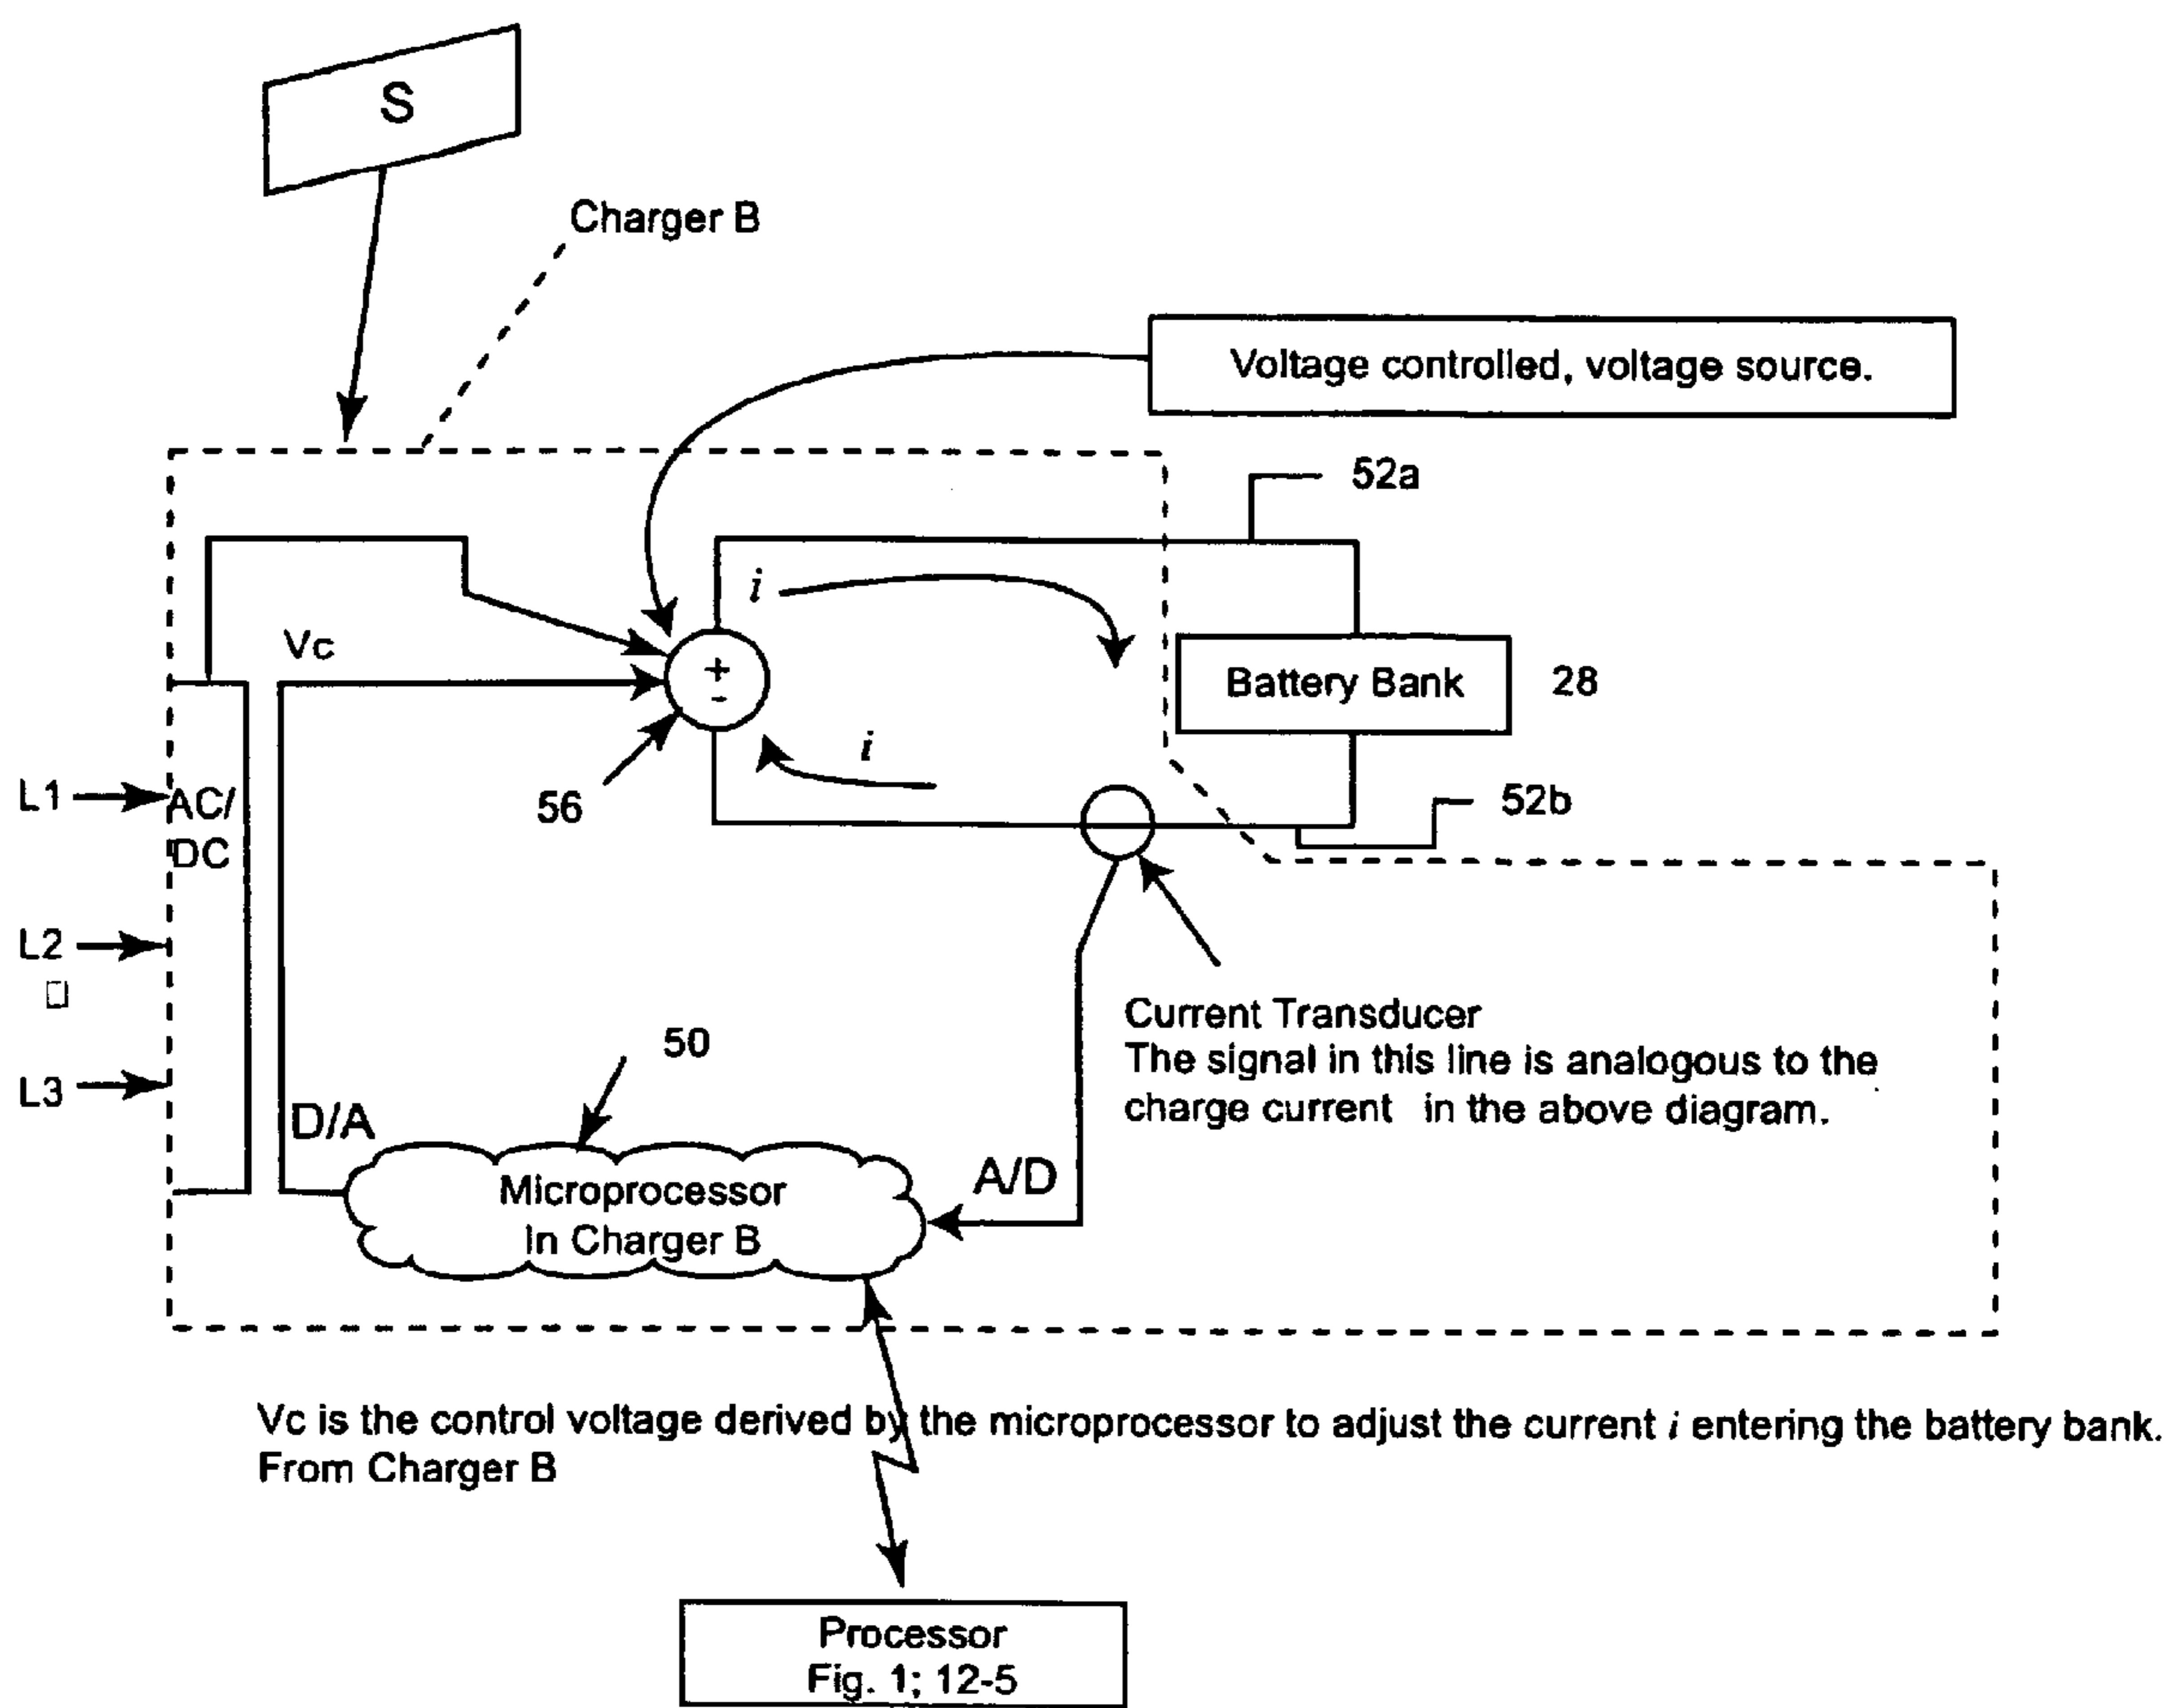 S
Charger B
Voltage controlled, voltage source.
52a
i
Vc
+
-
Battery Bank
28
i
56
52b
L1
AC/
DC
L2
L3
Current Transducer
The signal in this line is analogous to the
charge current in the above diagram.
50
D/A
A/D
Microprocessor
In Charger B
Vc is the control voltage derived by the microprocessor to adjust the current i entering the battery bank.
From Charger B
Processor
Fig. 1; 12-5